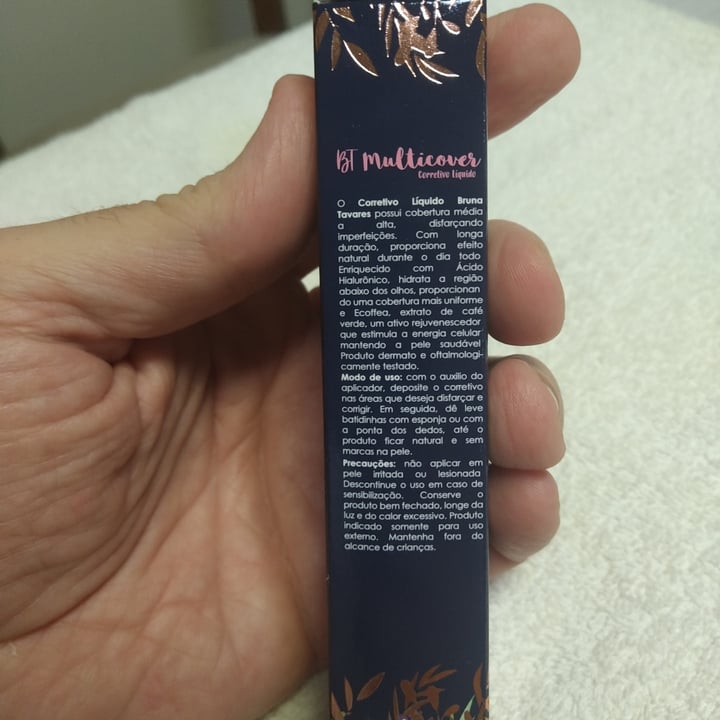 BT Multicover
Corretivo Líquido
O Corretivo Líquido Bruna
Tavares possui cobertura média
a alta, disfarçando
imperfeições. Com longa
duração, proporciona efeito
natural durante o dia todo
Enriquecido com Ácido
Hialurônico, hidrata a região
abaixo dos olhos, proporcionan
do uma cobertura mais uniforme
e Ecoffea, extrato de café
verde, um ativo rejuvenescedor
que estimula a energia celular
mantendo a pele saudável
Produto dermato e oftalmologi-
camente testado.
Modo de uso: com o auxílio do
aplicador, deposite o corretivo
nas áreas que deseja disfarçar e
corrigir. Em seguida, dê leve
batidinhas com esponja ou com
a ponta dos dedos, até o
produto ficar natural e sem
marcas na pele.
Precauções: não aplicar em
pele irritada ou lesionada
Descontinue o uso em caso de
sensibilização. Conserve o
produto bem fechado, longe da
luz e do calor excessivo. Produto
indicado somente para uso
externo. Mantenha fora do
alcance de crianças.